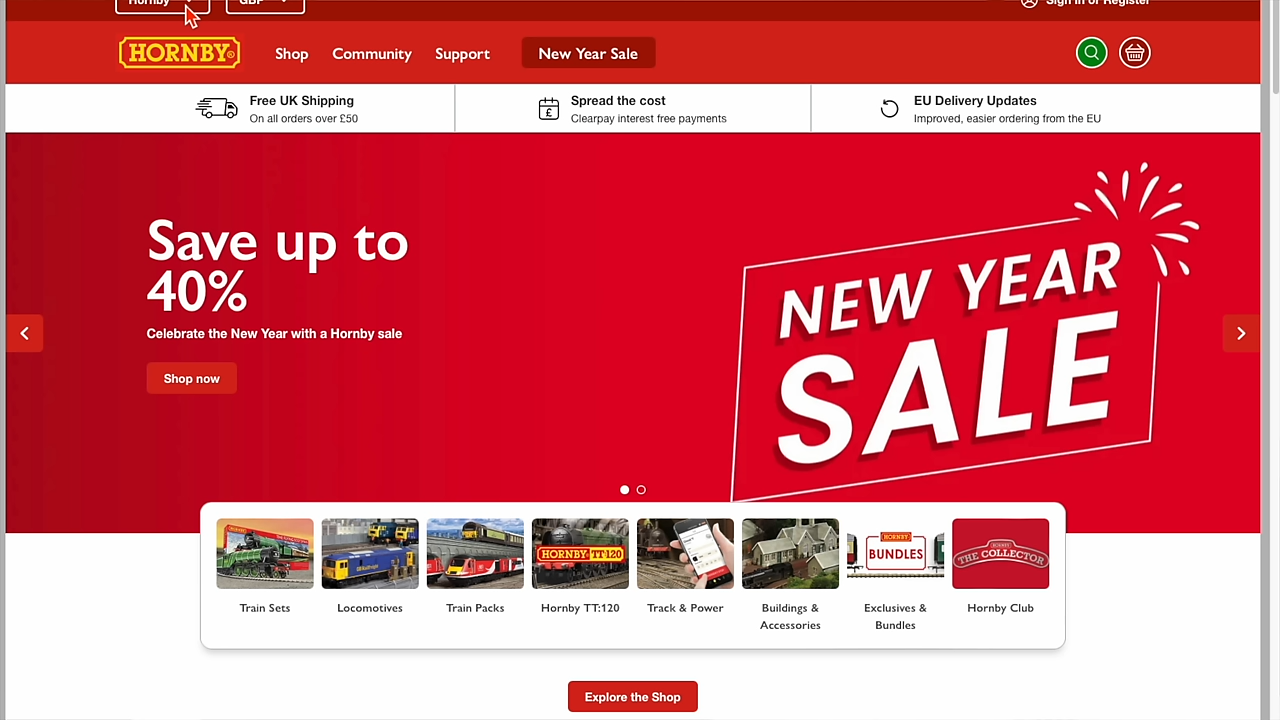 Hornby GBP Sign in or Register
HORNBY®
Shop Community Support New Year Sale
Free UK Shipping
On all orders over £50
Spread the cost
Clearpay interest free payments
EU Delivery Updates
Improved, easier ordering from the EU
Save up to
40%
Celebrate the New Year with a Hornby sale
Shop now
NEW YEAR
SALE
HORNBY TT:120
HORNBY
BUNDLES
HORNBY
THE COLLECTOR
Train Sets
Locomotives
Train Packs
Hornby TT:120
Track & Power
Buildings &
Accessories
Exclusives &
Bundles
Hornby Club
Explore the Shop